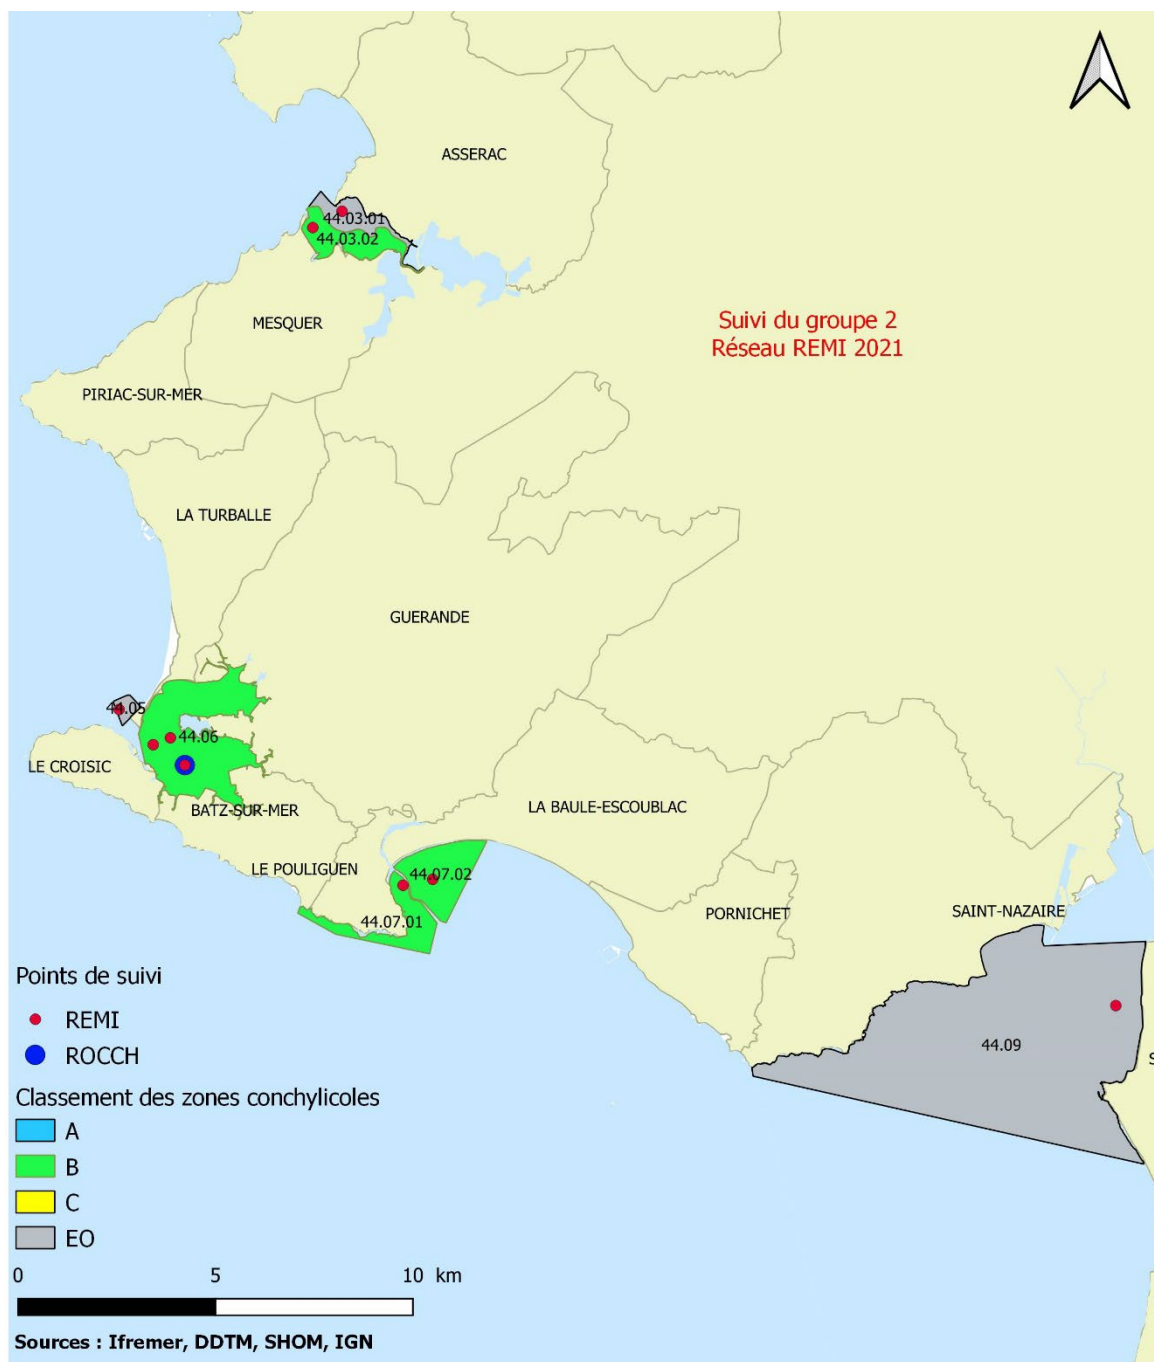 ASSERAC
44.03.01
44.03.02
MESQUER
Suivi du groupe 2
Réseau REMI 2021
PIRIAC-SUR-MER
LA TURBALLE
GUERANDE
44.05
44.06
LE CROISIC
BATZ-SUR-MER
LA BAULE-ESCOUBLAC
LE POULIGUEN
44.07.02
44.07.01
PORNICHET
SAINT-NAZAIRE
44.09
S
Points de suivi
REMI
ROCCH
Classement des zones conchylicoles
A
B
C
EO
0 5 10 km
Sources : Ifremer, DDTM, SHOM, IGN